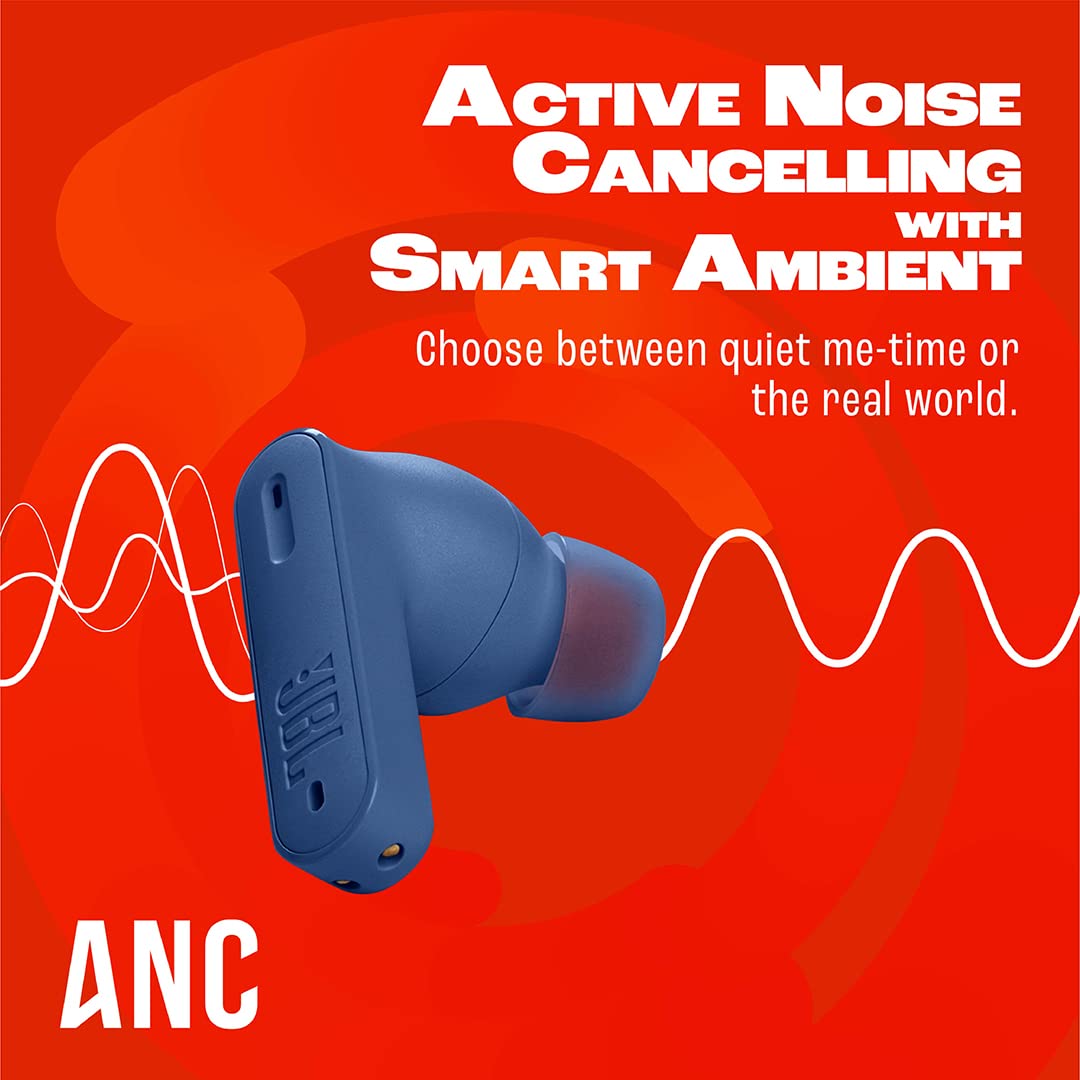 ACTIVE NOISE
CANCELLING
WITH
SMART AMBIENT
Choose between quiet me-time or
the real world.
JBL
ANC